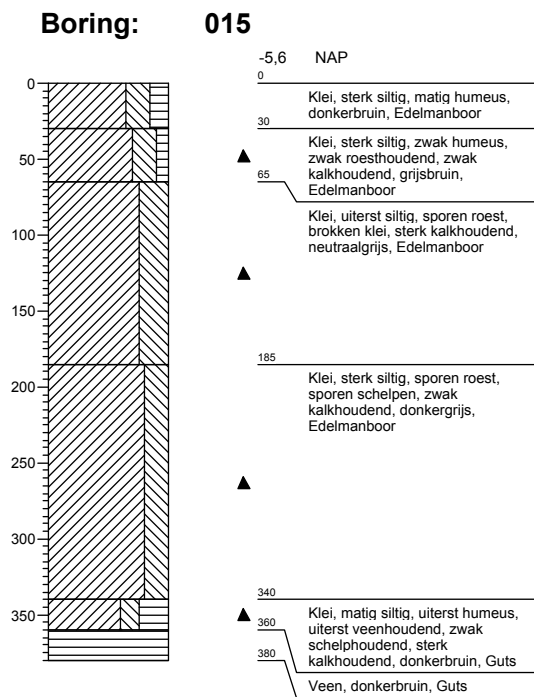 Boring: 015
-5,6 NAP
0
50
100
150
200
250
300
350
0
Klei, sterk siltig, matig humeus,
donkerbruin, Edelmanboor
30
Klei, sterk siltig, zwak humeus,
zwak roesthoudend, zwak
kalkhoudend, grijsbruin,
Edelmanboor
65
Klei, uiterst siltig, sporen roest,
brokken klei, sterk kalkhoudend,
neutraalgrijs, Edelmanboor
185
Klei, sterk siltig, sporen roest,
sporen schelpen, zwak
kalkhoudend, donkergrijs,
Edelmanboor
340
Klei, matig siltig, uiterst humeus,
uiterst veenhoudend, zwak
schelphoudend, sterk
kalkhoudend, donkerbruin, Guts
360
Veen, donkerbruin, Guts
380